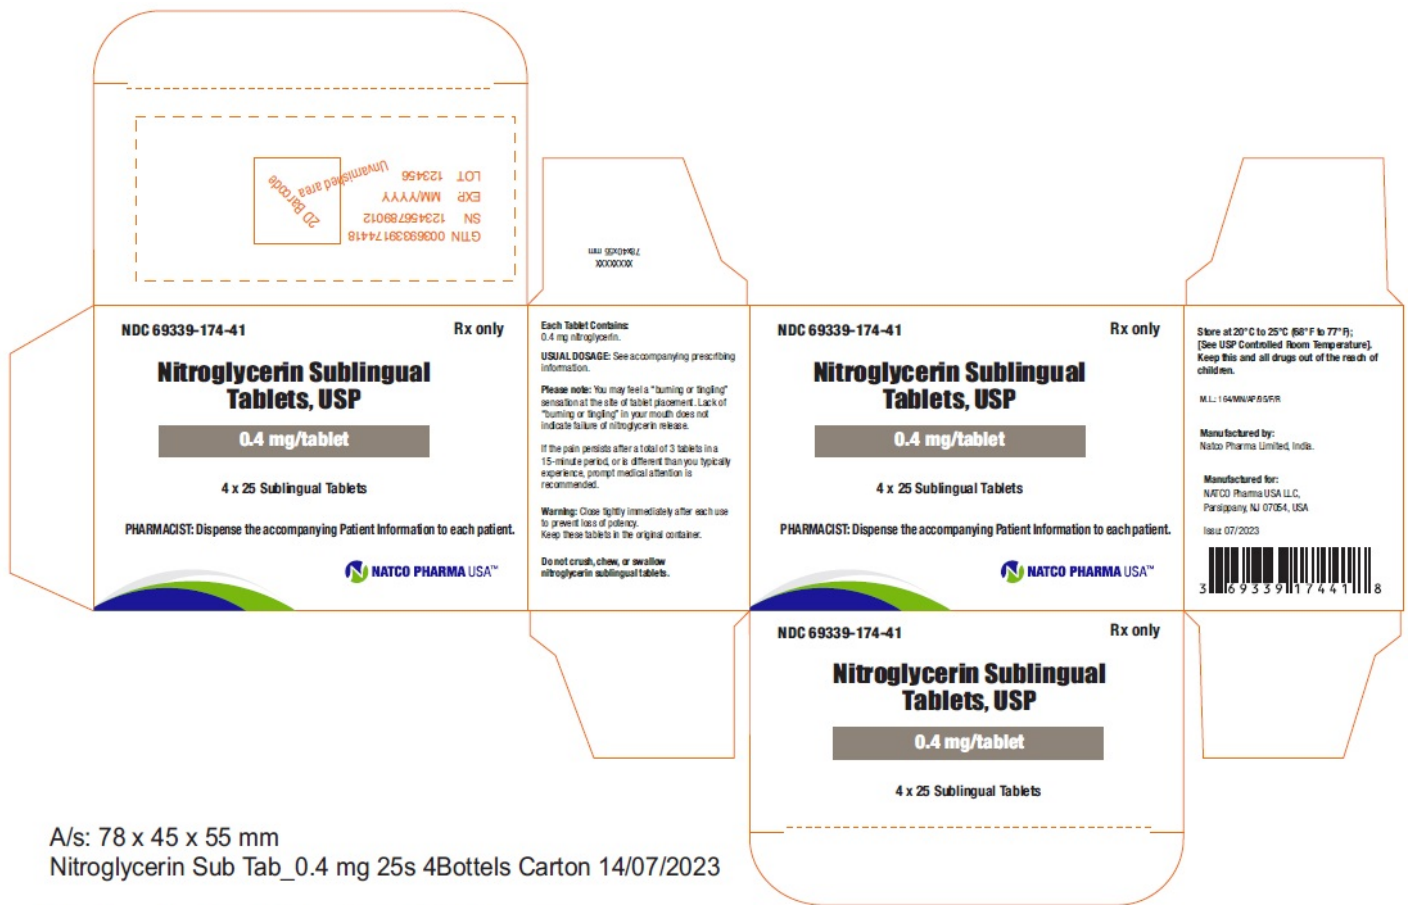 GTIN 00369339174418
SN 123456789012
EXP. MM/YYYY
LOT 123456
2D Barcode
Unvarnished area
XXXXXXXX
78x40x55 mm
NDC 69339-174-41
Rx only
Nitroglycerin Sublingual
Tablets, USP
0.4 mg/tablet
4 x 25 Sublingual Tablets
PHARMACIST: Dispense the accompanying Patient Information to each patient.
NATCO PHARMA USA™
Each Tablet Contains:
0.4 mg nitroglycerin.
USUAL DOSAGE: See accompanying prescribing
information.
Please note: You may feel a "burning or tingling"
sensation at the site of tablet placement. Lack of
"burning or tingling" in your mouth does not
indicate failure of nitroglycerin release.
If the pain persists after a total of 3 tablets in a
15-minute period, or is different than you typically
experience, prompt medical attention is
recommended.
Warning: Close tightly immediately after each use
to prevent loss of potency.
Keep these tablets in the original container.
Do not crush, chew, or swallow
nitroglycerin sublingual tablets.
NDC 69339-174-41
Rx only
Nitroglycerin Sublingual
Tablets, USP
0.4 mg/tablet
4 x 25 Sublingual Tablets
PHARMACIST: Dispense the accompanying Patient Information to each patient.
NATCO PHARMA USA™
Store at 20°C to 25°C (68°F to 77°F);
[See USP Controlled Room Temperature].
Keep this and all drugs out of the reach of
children.
M.L.: 164/MN/AP/95/F/R
Manufactured by:
Natco Pharma Limited, India.
Manufactured for:
NATCO Pharma USA LLC,
Parsippany, NJ 07054, USA
Issu: 07/2023
3 69339 17441 8
NDC 69339-174-41
Rx only
Nitroglycerin Sublingual
Tablets, USP
0.4 mg/tablet
4 x 25 Sublingual Tablets
A/s: 78 x 45 x 55 mm
Nitroglycerin Sub Tab_0.4 mg 25s 4Bottels Carton 14/07/2023